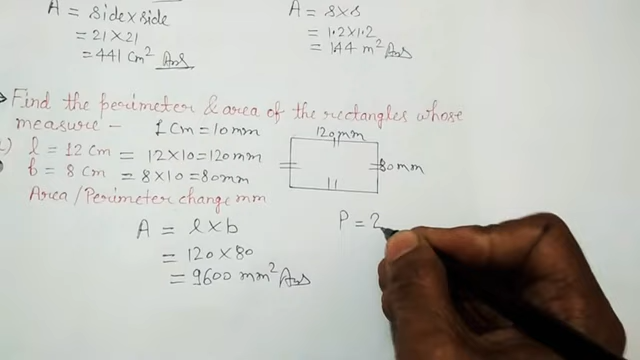 A = side x side
= 21 x 21
= 441 cm² Ans
A = s x s
= 1.2 x 1.2
= 1.44 m² Ans
Find the perimeter & area of the rectangles whose
measure - 1 cm = 10 mm
l = 12 cm = 12 x 10 = 120 mm
b = 8 cm = 8 x 10 = 80 mm
120 mm
80 mm
Area / Perimeter change mm
A = l x b
= 120 x 80
= 9600 mm² Ans
P = 2